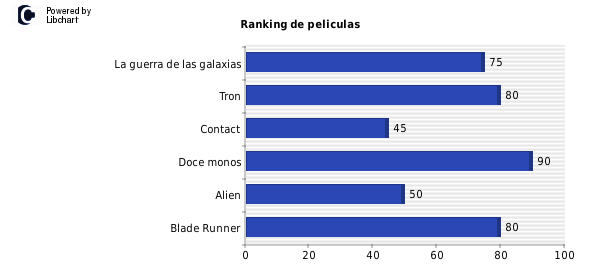 Powered by
Libchart
Ranking de peliculas
La guerra de las galaxias 75
Tron 80
Contact 45
Doce monos 90
Alien 50
Blade Runner 80
0 20 40 60 80 100